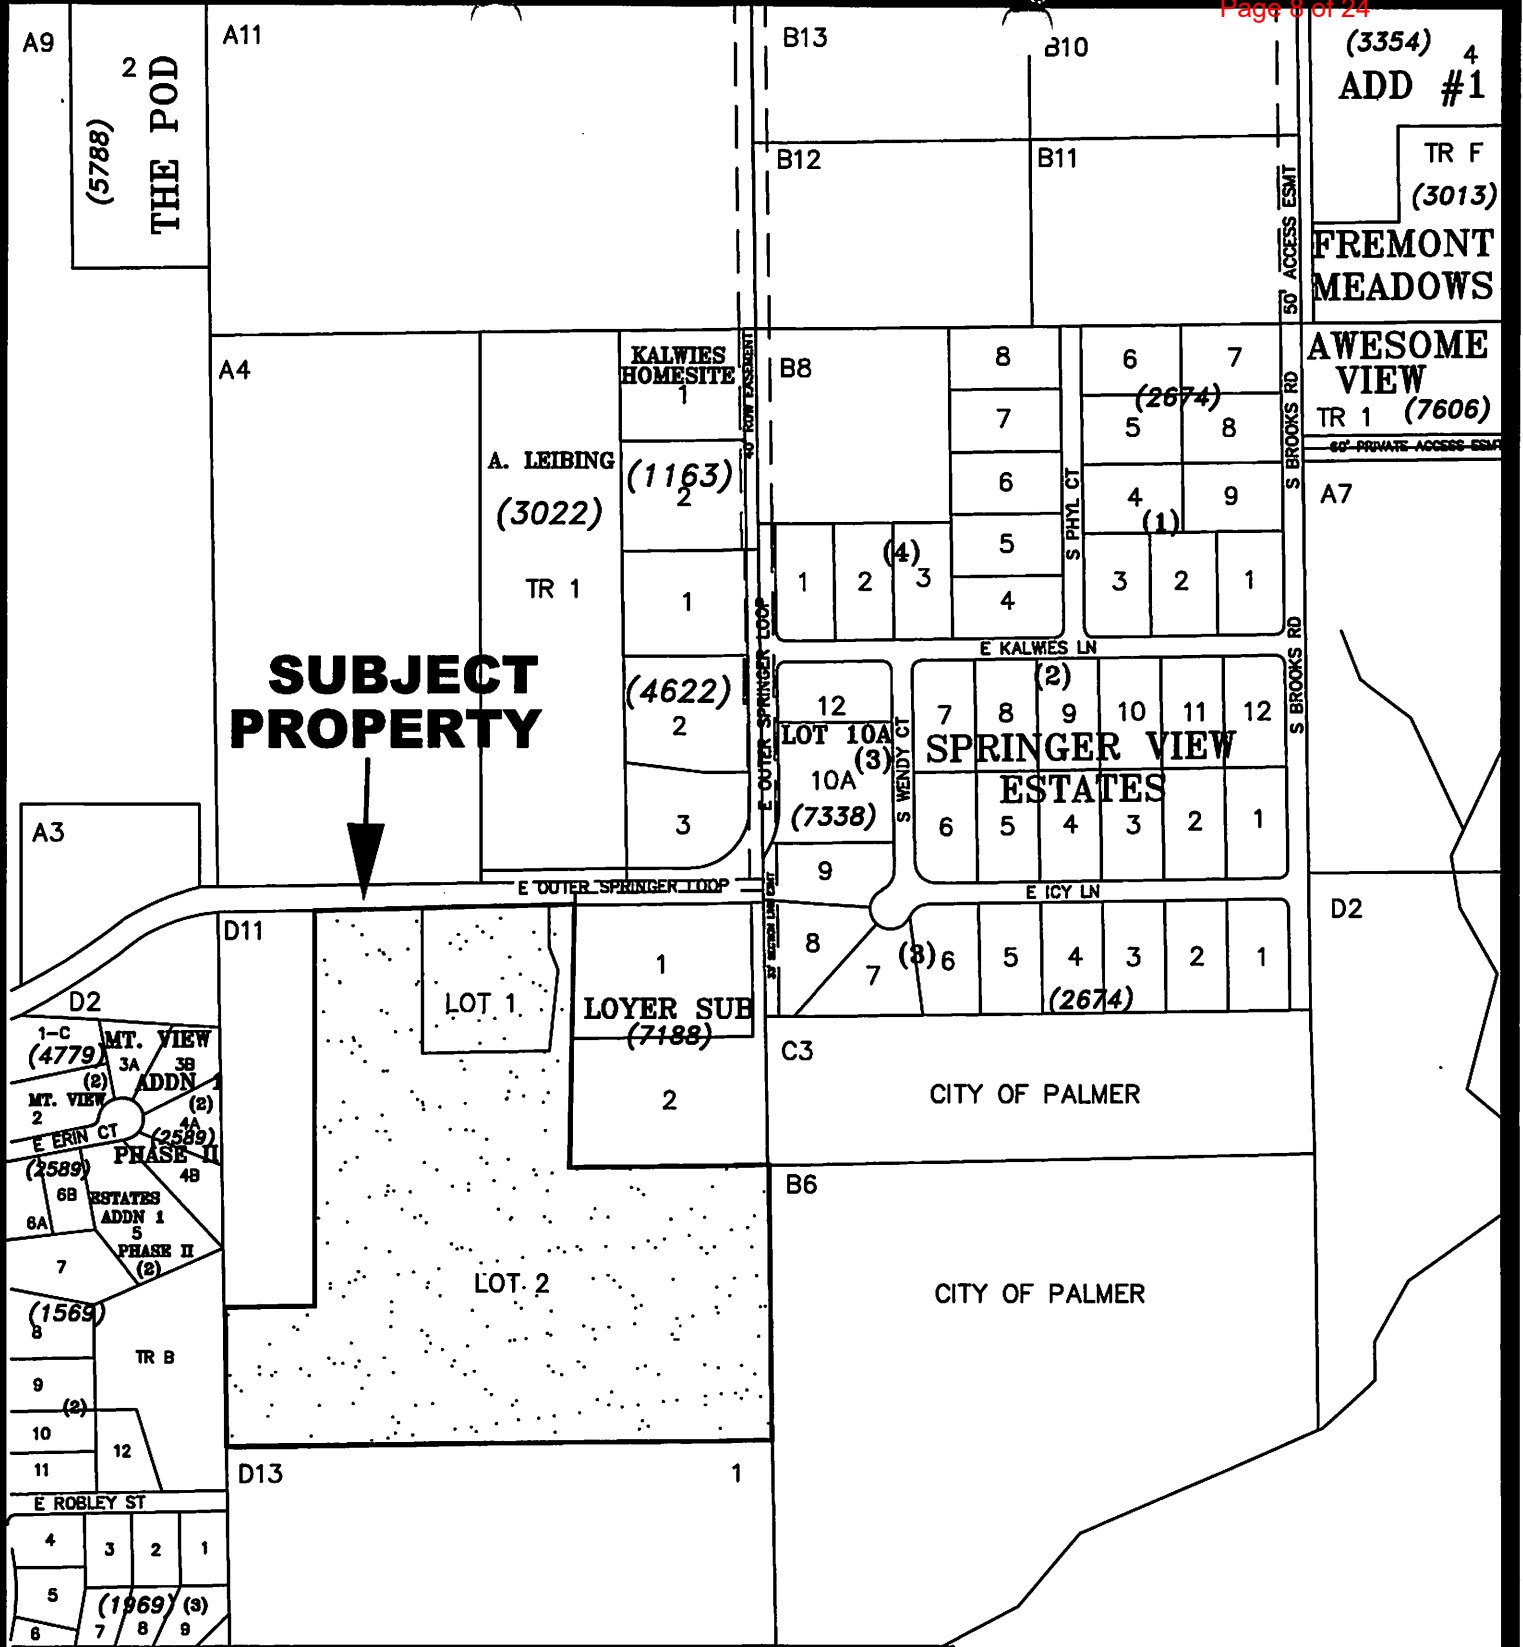 Page 8 of 24
A9
2
THE POD
(5788)
A11
B13
B10
(3354)
4
ADD #1
TR F
(3013)
FREMONT
MEADOWS
B12
B11
50' ACCESS ESMT
A4
KALWIES
HOMESITE
1
40' ROW EASEMENT
B8
8
7
6
5
4
6
7
(2674)
5
8
4
9
(1)
3
2
1
S PHYL CT
S BROOKS RD
AWESOME
VIEW
TR 1
(7606)
60' PRIVATE ACCESS ESMT
A7
A. LEIBING
(3022)
TR 1
(1163)
2
1
(4)
1
2
3
E OUTER SPRINGER LOOP
E KALWIES LN
S BROOKS RD
SUBJECT
PROPERTY
(4622)
2
3
12
LOT 10A
(3)
10A
(7338)
9
S WENDY CT
(2)
7
8
9
10
11
12
SPRINGER VIEW
ESTATES
6
5
4
3
2
1
A3
E OUTER SPRINGER LOOP
33' SECTION LINE ESMT
E ICY LN
D2
D11
LOT 1
1
LOYER SUB
(7188)
2
8
7
(3)
6
5
4
3
2
1
(2674)
C3
CITY OF PALMER
D2
1-C
(4779)
MT. VIEW
3A
3B
(2)
ADDN 1
MT. VIEW
2
(2)
4A
(2589)
E ERIN CT
PHASE II
(2589)
4B
6B
ESTATES
ADDN 1
6A
5
PHASE II
7
(2)
(1569)
8
TR B
9
(2)
10
12
11
LOT 2
B6
CITY OF PALMER
D13
1
E ROBLEY ST
4
3
2
1
5
(1969)
(3)
6
7
8
9